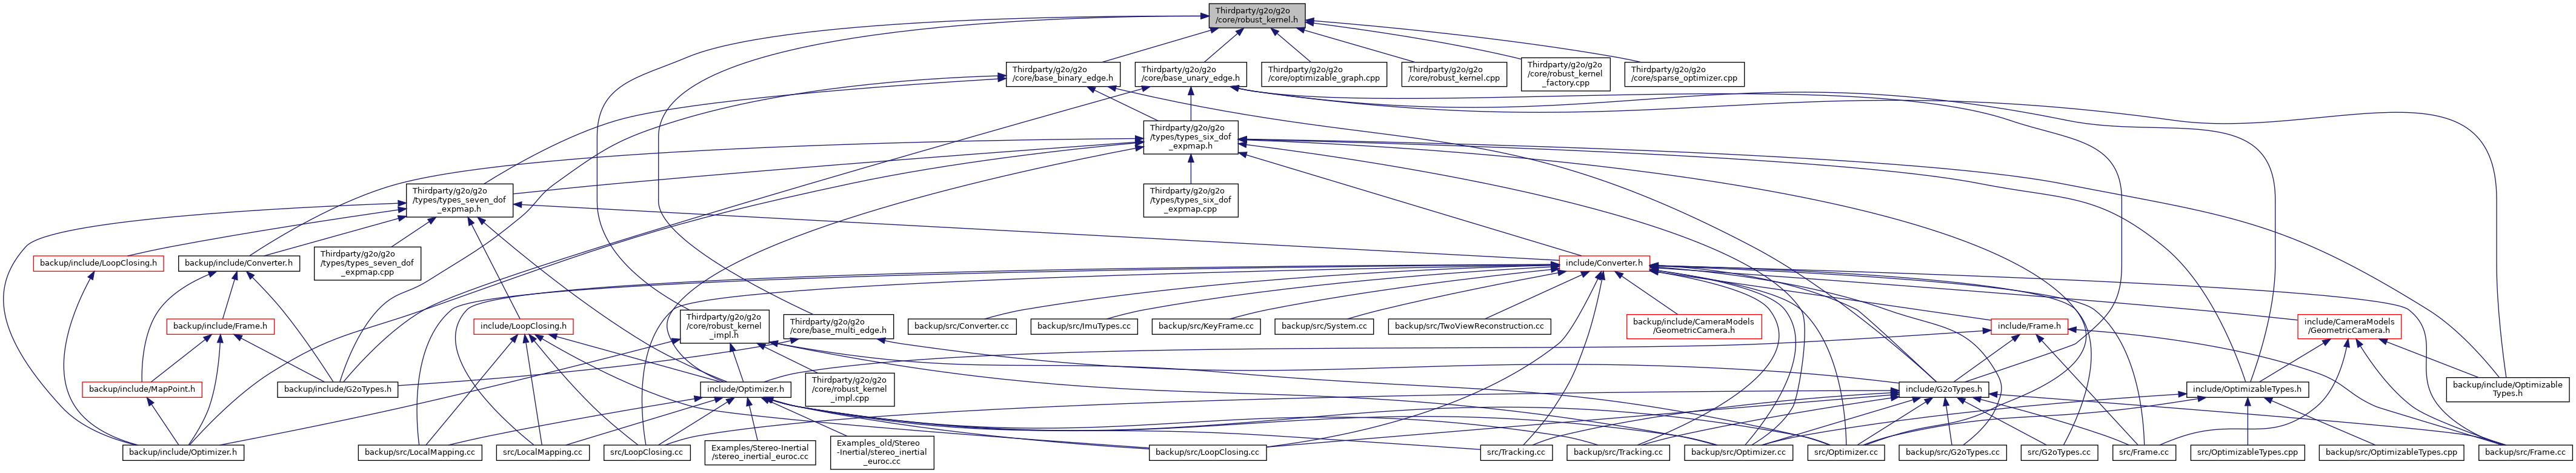 Thirdparty/g2o/g2o
/core/robust_kernel.h
Thirdparty/g2o/g2o
/core/base_binary_edge.h
Thirdparty/g2o/g2o
/core/base_unary_edge.h
Thirdparty/g2o/g2o
/core/optimizable_graph.cpp
Thirdparty/g2o/g2o
/core/robust_kernel.cpp
Thirdparty/g2o/g2o
/core/robust_kernel
_factory.cpp
Thirdparty/g2o/g2o
/core/sparse_optimizer.cpp
Thirdparty/g2o/g2o
/types/types_six_dof
_expmap.h
Thirdparty/g2o/g2o
/types/types_seven_dof
_expmap.h
Thirdparty/g2o/g2o
/types/types_six_dof
_expmap.cpp
backup/include/LoopClosing.h
backup/include/Converter.h
Thirdparty/g2o/g2o
/types/types_seven_dof
_expmap.cpp
include/Converter.h
backup/include/Frame.h
include/LoopClosing.h
Thirdparty/g2o/g2o
/core/robust_kernel
_impl.h
Thirdparty/g2o/g2o
/core/base_multi_edge.h
backup/src/Converter.cc
backup/src/ImuTypes.cc
backup/src/KeyFrame.cc
backup/src/System.cc
backup/src/TwoViewReconstruction.cc
backup/include/CameraModels
/GeometricCamera.h
include/Frame.h
include/CameraModels
/GeometricCamera.h
backup/include/MapPoint.h
backup/include/G2oTypes.h
include/Optimizer.h
Thirdparty/g2o/g2o
/core/robust_kernel
_impl.cpp
include/G2oTypes.h
include/OptimizableTypes.h
backup/include/Optimizable
Types.h
backup/include/Optimizer.h
backup/src/LocalMapping.cc
src/LocalMapping.cc
src/LoopClosing.cc
Examples/Stereo-Inertial
/stereo_inertial_euroc.cc
Examples_old/Stereo
-Inertial/stereo_inertial
_euroc.cc
backup/src/LoopClosing.cc
src/Tracking.cc
backup/src/Tracking.cc
backup/src/Optimizer.cc
src/Optimizer.cc
backup/src/G2oTypes.cc
src/G2oTypes.cc
src/Frame.cc
src/OptimizableTypes.cpp
backup/src/OptimizableTypes.cpp
backup/src/Frame.cc